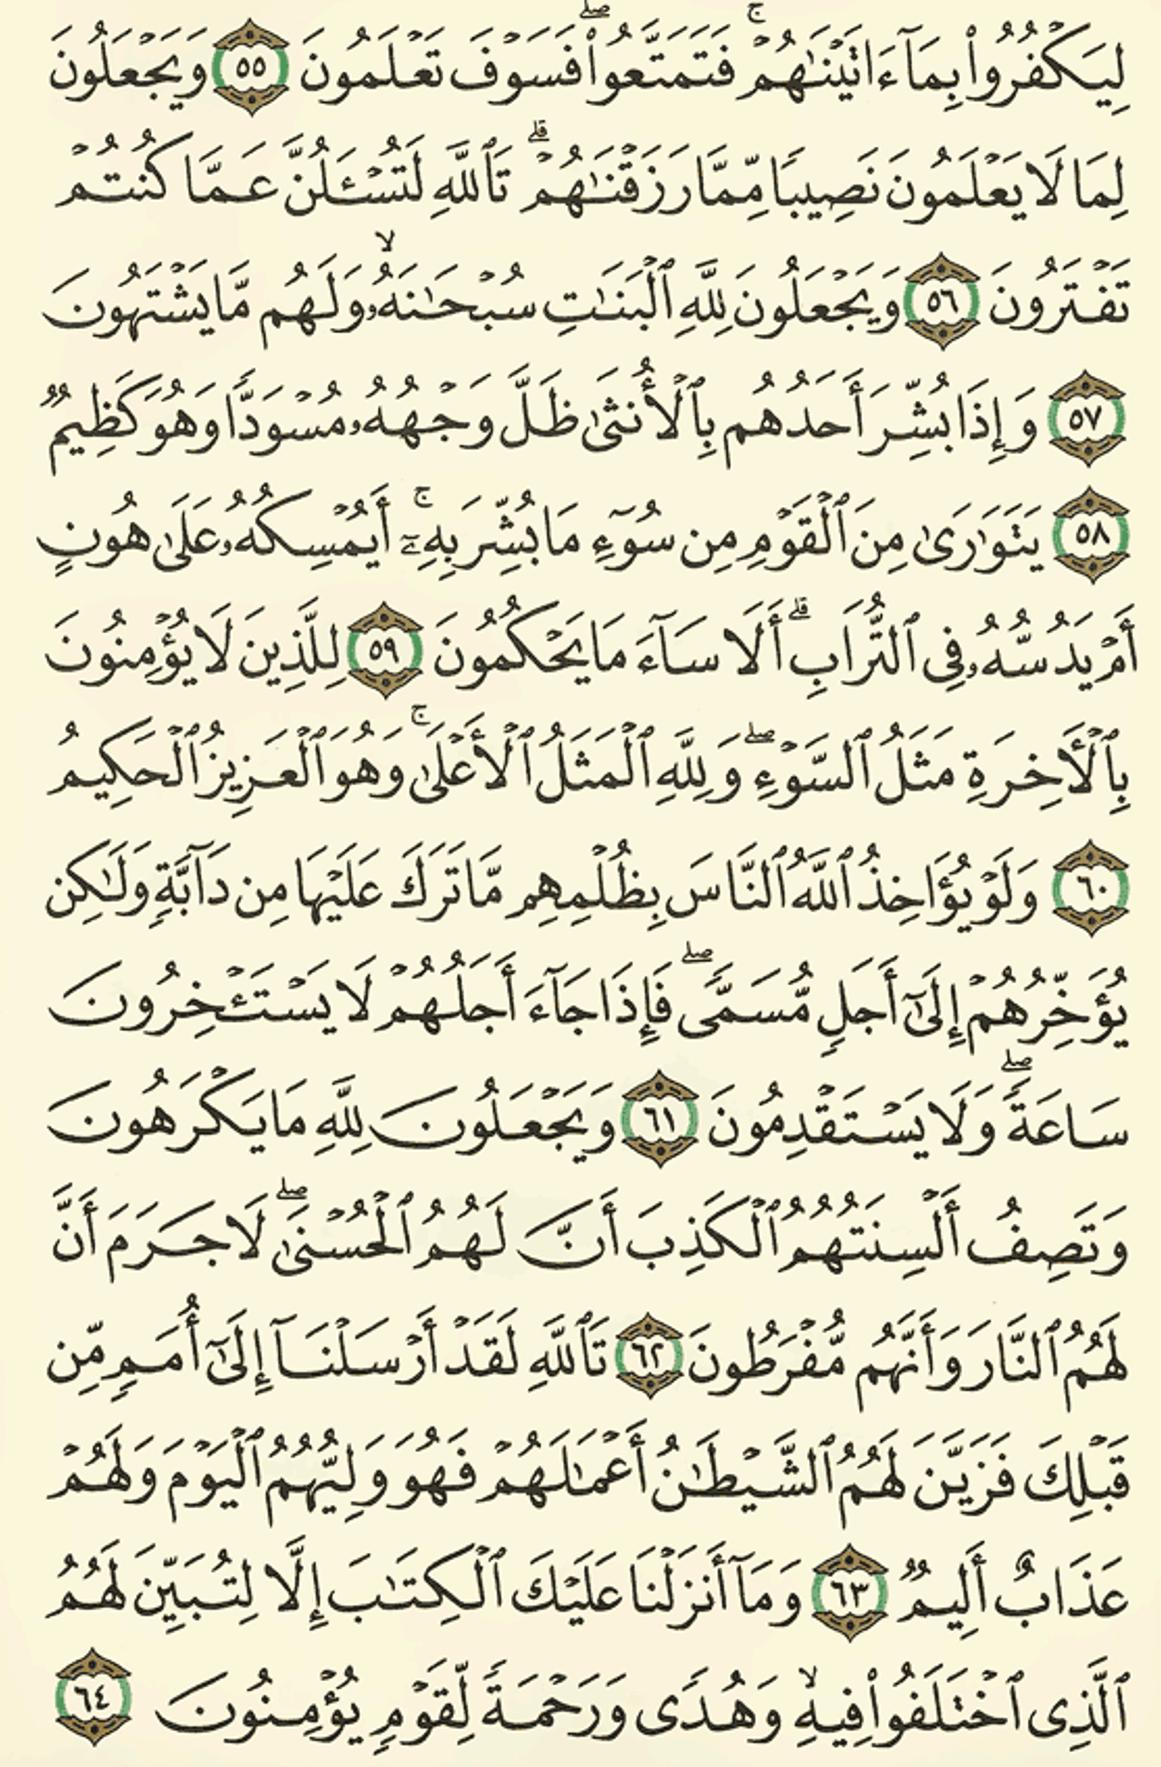 لِيَكْفُرُوا۟ بِمَآ ءَاتَيْنَٰهُمْ ۚ فَتَمَتَّعُوا۟ ۖ فَسَوْفَ تَعْلَمُونَ ٥٥ وَيَجْعَلُونَ
لِمَا لَا يَعْلَمُونَ نَصِيبًا مِّمَّا رَزَقْنَٰهُمْ ۗ تَٱللَّهِ لَتُسْـَٔلُنَّ عَمَّا كُنتُمْ
تَفْتَرُونَ ٥٦ وَيَجْعَلُونَ لِلَّهِ ٱلْبَنَٰتِ سُبْحَٰنَهُۥ ۙ وَلَهُم مَّا يَشْتَهُونَ
٥٧ وَإِذَا بُشِّرَ أَحَدُهُم بِٱلْأُنثَىٰ ظَلَّ وَجْهُهُۥ مُسْوَدًّا وَهُوَ كَظِيمٌ
٥٨ يَتَوَٰرَىٰ مِنَ ٱلْقَوْمِ مِن سُوٓءِ مَا بُشِّرَ بِهِۦٓ ۚ أَيُمْسِكُهُۥ عَلَىٰ هُونٍ
أَمْ يَدُسُّهُۥ فِى ٱلتُّرَابِ ۗ أَلَا سَآءَ مَا يَحْكُمُونَ ٥٩ لِلَّذِينَ لَا يُؤْمِنُونَ
بِٱلْءَاخِرَةِ مَثَلُ ٱلسَّوْءِ ۖ وَلِلَّهِ ٱلْمَثَلُ ٱلْأَعْلَىٰ ۚ وَهُوَ ٱلْعَزِيزُ ٱلْحَكِيمُ
٦٠ وَلَوْ يُؤَاخِذُ ٱللَّهُ ٱلنَّاسَ بِظُلْمِهِم مَّا تَرَكَ عَلَيْهَا مِن دَآبَّةٍ وَلَٰكِن
يُؤَخِّرُهُمْ إِلَىٰٓ أَجَلٍ مُّسَمًّى ۖ فَإِذَا جَآءَ أَجَلُهُمْ لَا يَسْتَـْٔخِرُونَ
سَاعَةً ۖ وَلَا يَسْتَقْدِمُونَ ٦١ وَيَجْعَلُونَ لِلَّهِ مَا يَكْرَهُونَ
وَتَصِفُ أَلْسِنَتُهُمُ ٱلْكَذِبَ أَنَّ لَهُمُ ٱلْحُسْنَىٰ ۖ لَا جَرَمَ أَنَّ
لَهُمُ ٱلنَّارَ وَأَنَّهُم مُّفْرَطُونَ ٦٢ تَٱللَّهِ لَقَدْ أَرْسَلْنَآ إِلَىٰٓ أُمَمٍ مِّن
قَبْلِكَ فَزَيَّنَ لَهُمُ ٱلشَّيْطَٰنُ أَعْمَٰلَهُمْ فَهُوَ وَلِيُّهُمُ ٱلْيَوْمَ وَلَهُمْ
عَذَابٌ أَلِيمٌ ٦٣ وَمَآ أَنزَلْنَا عَلَيْكَ ٱلْكِتَٰبَ إِلَّا لِتُبَيِّنَ لَهُمُ
ٱلَّذِى ٱخْتَلَفُوا۟ فِيهِ ۙ وَهُدًى وَرَحْمَةً لِّقَوْمٍ يُؤْمِنُونَ ٦٤